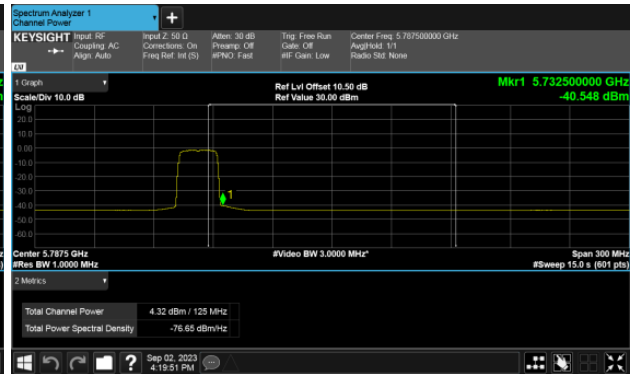 Spectrum Analyzer 1
Channel Power
KEYSIGHT Input: RF Input Z: 50 Ω Atten: 30 dB Trig: Free Run Center Freq: 5.787500000 GHz
Coupling: AC Corrections: On Preamp: Off Gate: Off Avg|Hold: 1/1
Align: Auto Freq Ref: Int (S) #PNO: Fast #IF Gain: Low Radio Std: None
LXI
1 Graph
Ref Lvl Offset 10.50 dB Mkr1 5.732500000 GHz
Scale/Div 10.0 dB Ref Value 30.00 dBm -40.548 dBm
Log
20.0
10.0
0.00
-10.0
-20.0
-30.0
1
-40.0
-50.0
-60.0
Center 5.7875 GHz #Video BW 3.0000 MHz* Span 300 MHz
#Res BW 1.0000 MHz #Sweep 15.0 s (601 pts)
2 Metrics
Total Channel Power 4.32 dBm / 125 MHz
Total Power Spectral Density -76.65 dBm/Hz
? Sep 02, 2023
4:19:51 PM